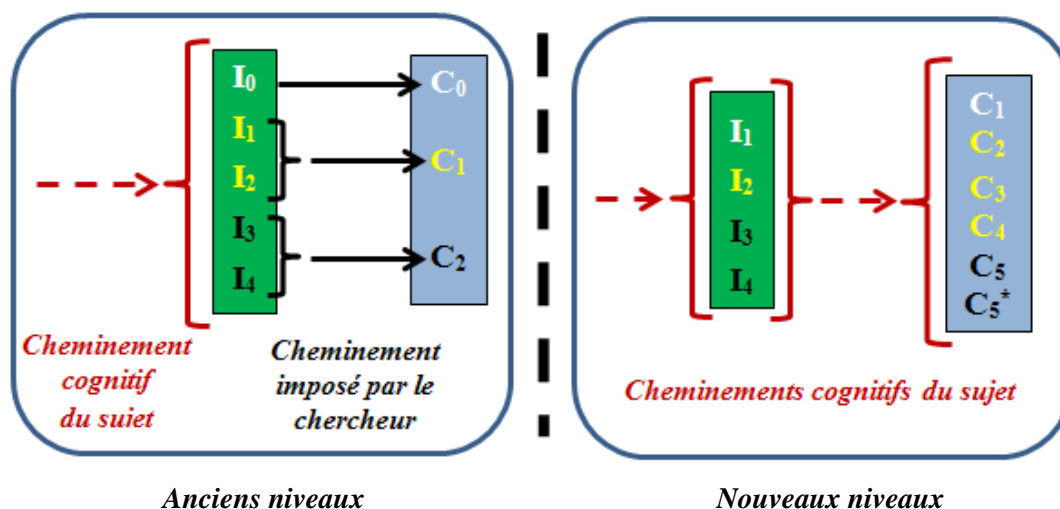 I₀
I₁
I₂
I₃
I₄
C₀
C₁
C₂
Cheminement
cognitif
du sujet
Cheminement
imposé par le
chercheur
I₁
I₂
I₃
I₄
C₁
C₂
C₃
C₄
C₅
C₅*
Cheminements cognitifs du sujet
Anciens niveaux
Nouveaux niveaux